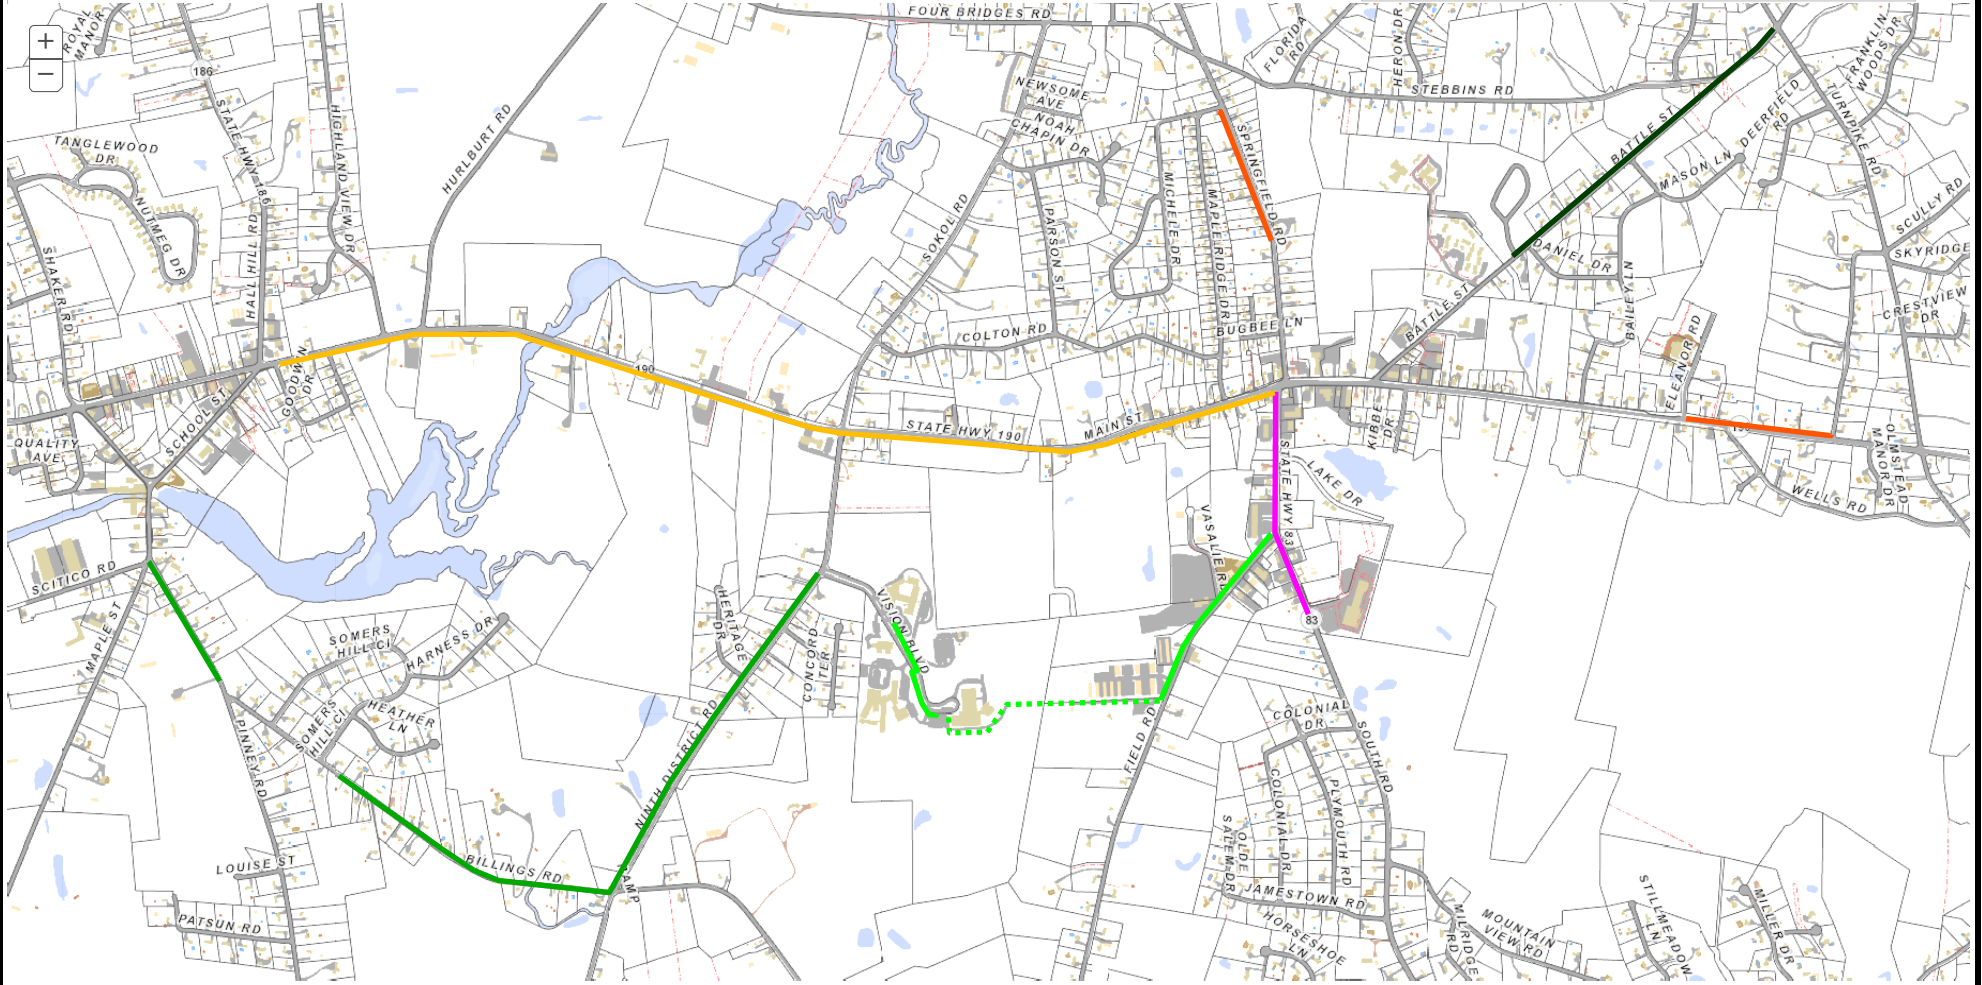 +
−
ROYAL
MANOR
186
STATE HWY 186
HIGHLAND VIEW DR
HURLBURT RD
FOUR BRIDGES RD
NEWSOME
AVE
NOAH
CHAPIN DR
FLORIDA
RD
HERON DR
STEBBINS RD
FRANKLIN
WOODS DR
TURNPIKE RD
DEERFIELD
RD
BATTLE ST
MASON LN
SCULLY RD
SKYRIDGE
CRESTVIEW
DR
TANGLEWOOD
DR
NUTMEG DR
SHAKER RD
HALL HILL RD
SOKOL RD
PARSON ST
MICHELE DR
MAPLE RIDGE DR
SPRINGFIELD RD
DANIEL DR
BAILEY LN
BATTLE ST
BUGBEE LN
COLTON RD
ELEANOR RD
GOODWIN
DR
SCHOOL ST
QUALITY
AVE
190
STATE HWY 190
MAIN ST
KIBBE
DR
190
OLMSTEAD
MANOR DR
WELLS RD
LAKE DR
STATE HWY 83
VASALIE RD
SCITICO RD
MAPLE ST
SOMERS
HILL CI
HARNESS DR
HERITAGE
DR
CONCORD
TER
VISION BLVD
83
SOMERS
HILL CI
HEATHER
LN
PINNEY RD
NINTH DISTRICT RD
FIELD RD
COLONIAL
DR
SOUTH RD
COLONIAL DR
PLYMOUTH RD
OLDE
SALEM DR
JAMESTOWN RD
HORSESHOE
LN
LOUISE ST
PATSUN RD
BILLINGS RD
CAMP
MILRIDGE
RD
MOUNTAIN
VIEW RD
STILLMEADOW
LN
MILLER DR